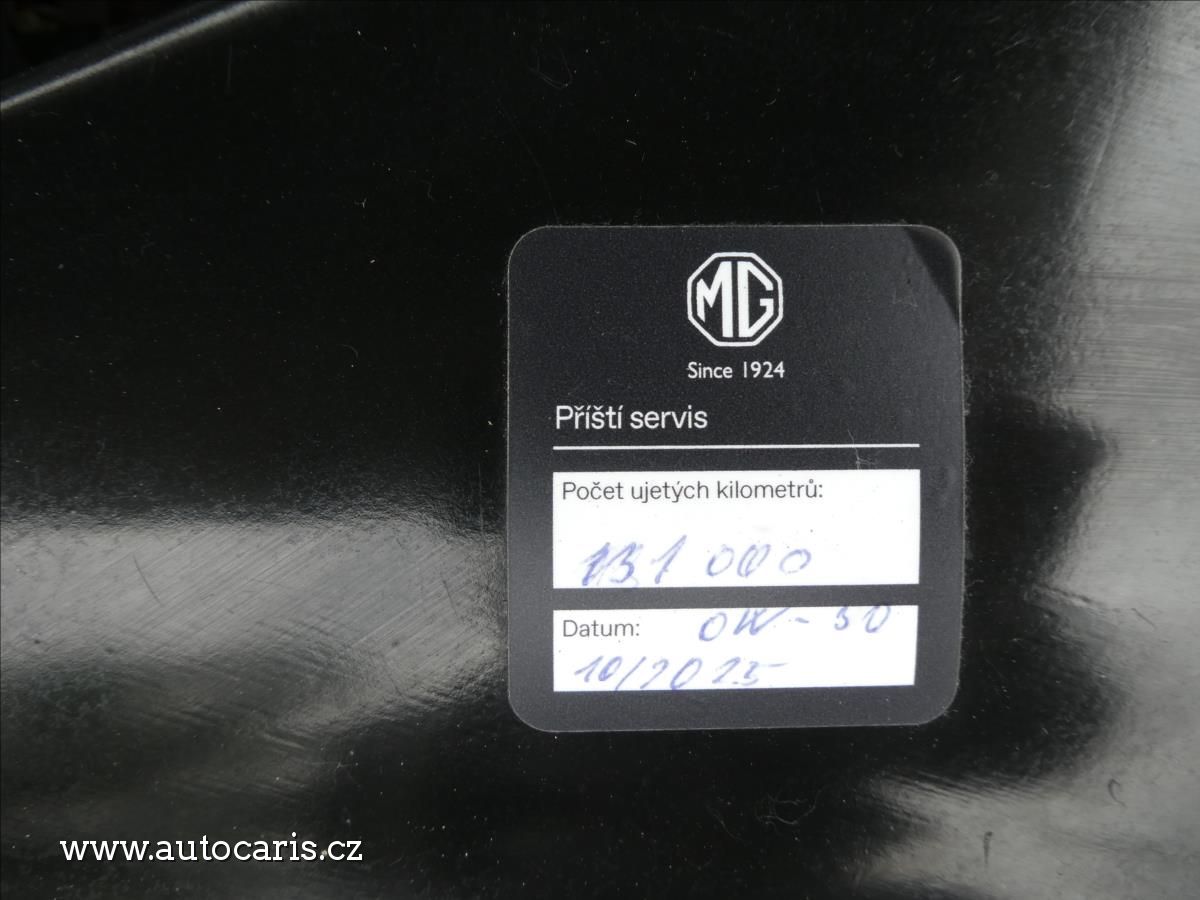 MG
Since 1924
Příští servis
Počet ujetých kilometrů:
131 000
Datum: 0W-30
10/2025
www.autocaris.cz